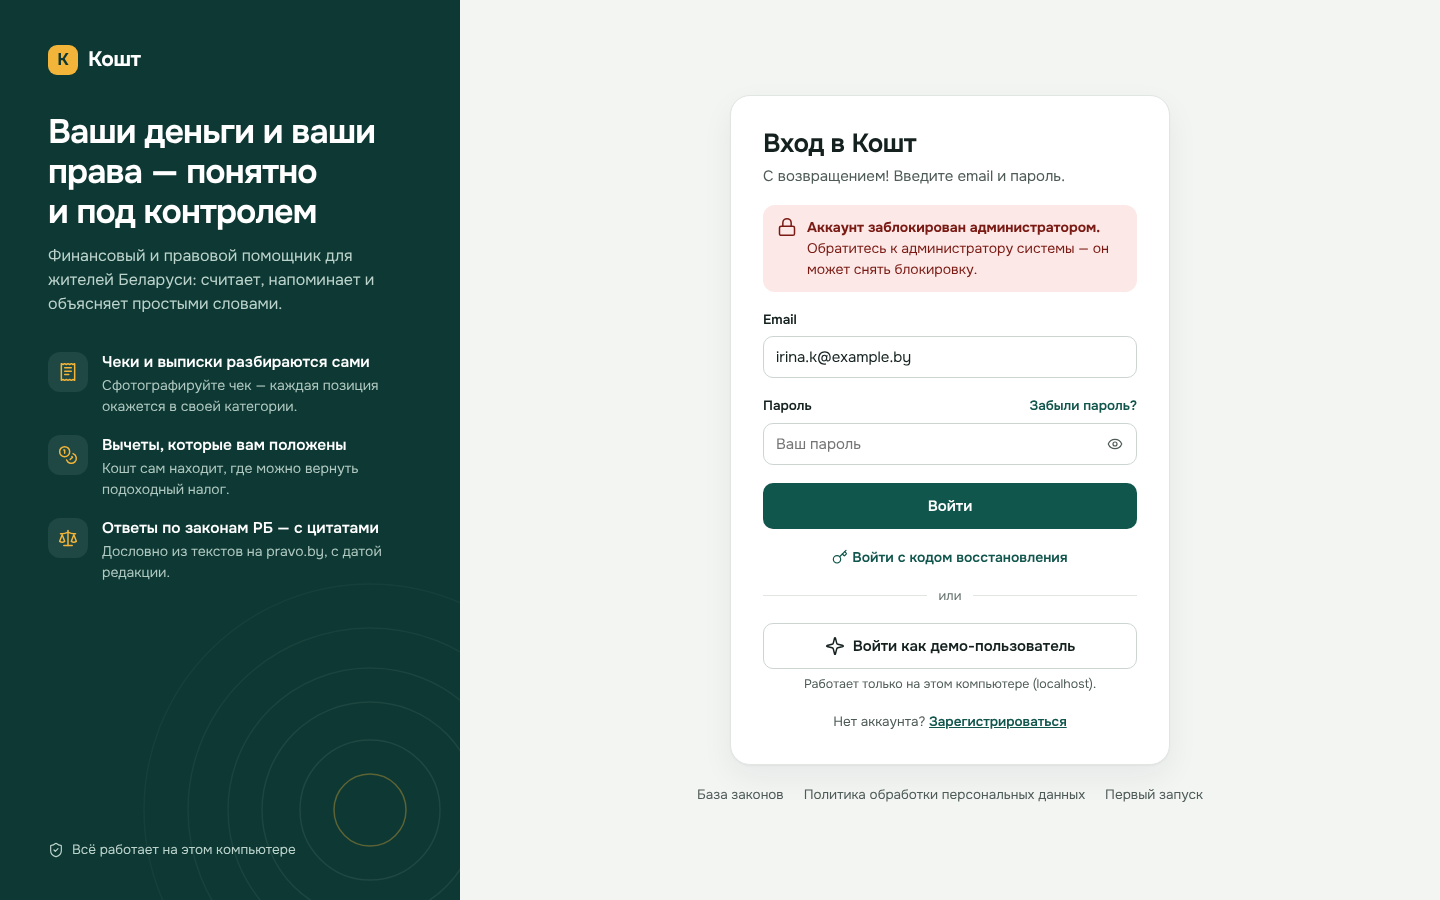 К Кошт
Ваши деньги и ваши
права — понятно
и под контролем
Финансовый и правовой помощник для
жителей Беларуси: считает, напоминает и
объясняет простыми словами.
Чеки и выписки разбираются сами
Сфотографируйте чек — каждая позиция
окажется в своей категории.
Вычеты, которые вам положены
Кошт сам находит, где можно вернуть
подоходный налог.
Ответы по законам РБ — с цитатами
Дословно из текстов на pravo.by, с датой
редакции.
Всё работает на этом компьютере
Вход в Кошт
С возвращением! Введите email и пароль.
Аккаунт заблокирован администратором.
Обратитесь к администратору системы — он
может снять блокировку.
Email
irina.k@example.by
Пароль Забыли пароль?
Ваш пароль
Войти
Войти с кодом восстановления
или
Войти как демо-пользователь
Работает только на этом компьютере (localhost).
Нет аккаунта? Зарегистрироваться
База законов Политика обработки персональных данных Первый запуск